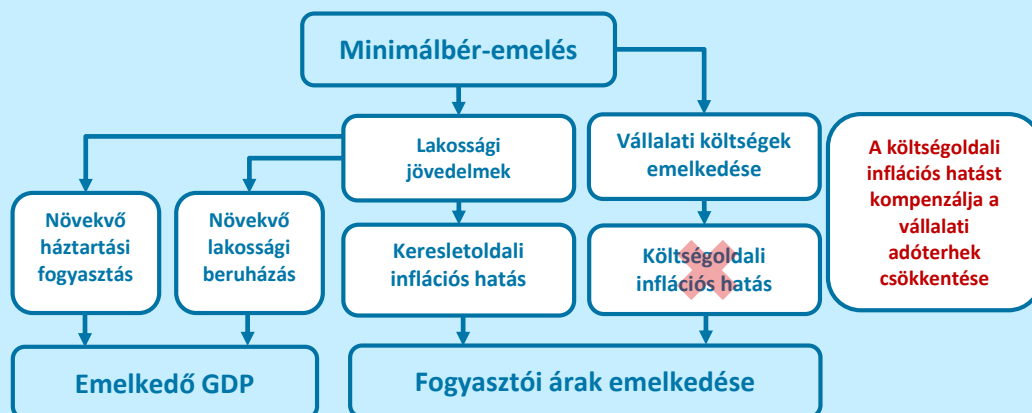 Minimálbér-emelés
Lakossági
jövedelmek
Vállalati költségek
emelkedése
A költségoldali
inflációs hatást
kompenzálja a
vállalati
adóterhek
csökkentése
Növekvő
háztartási
fogyasztás
Növekvő
lakossági
beruházás
Keresletoldali
inflációs hatás
Költségoldali
inflációs hatás
Emelkedő GDP
Fogyasztói árak emelkedése